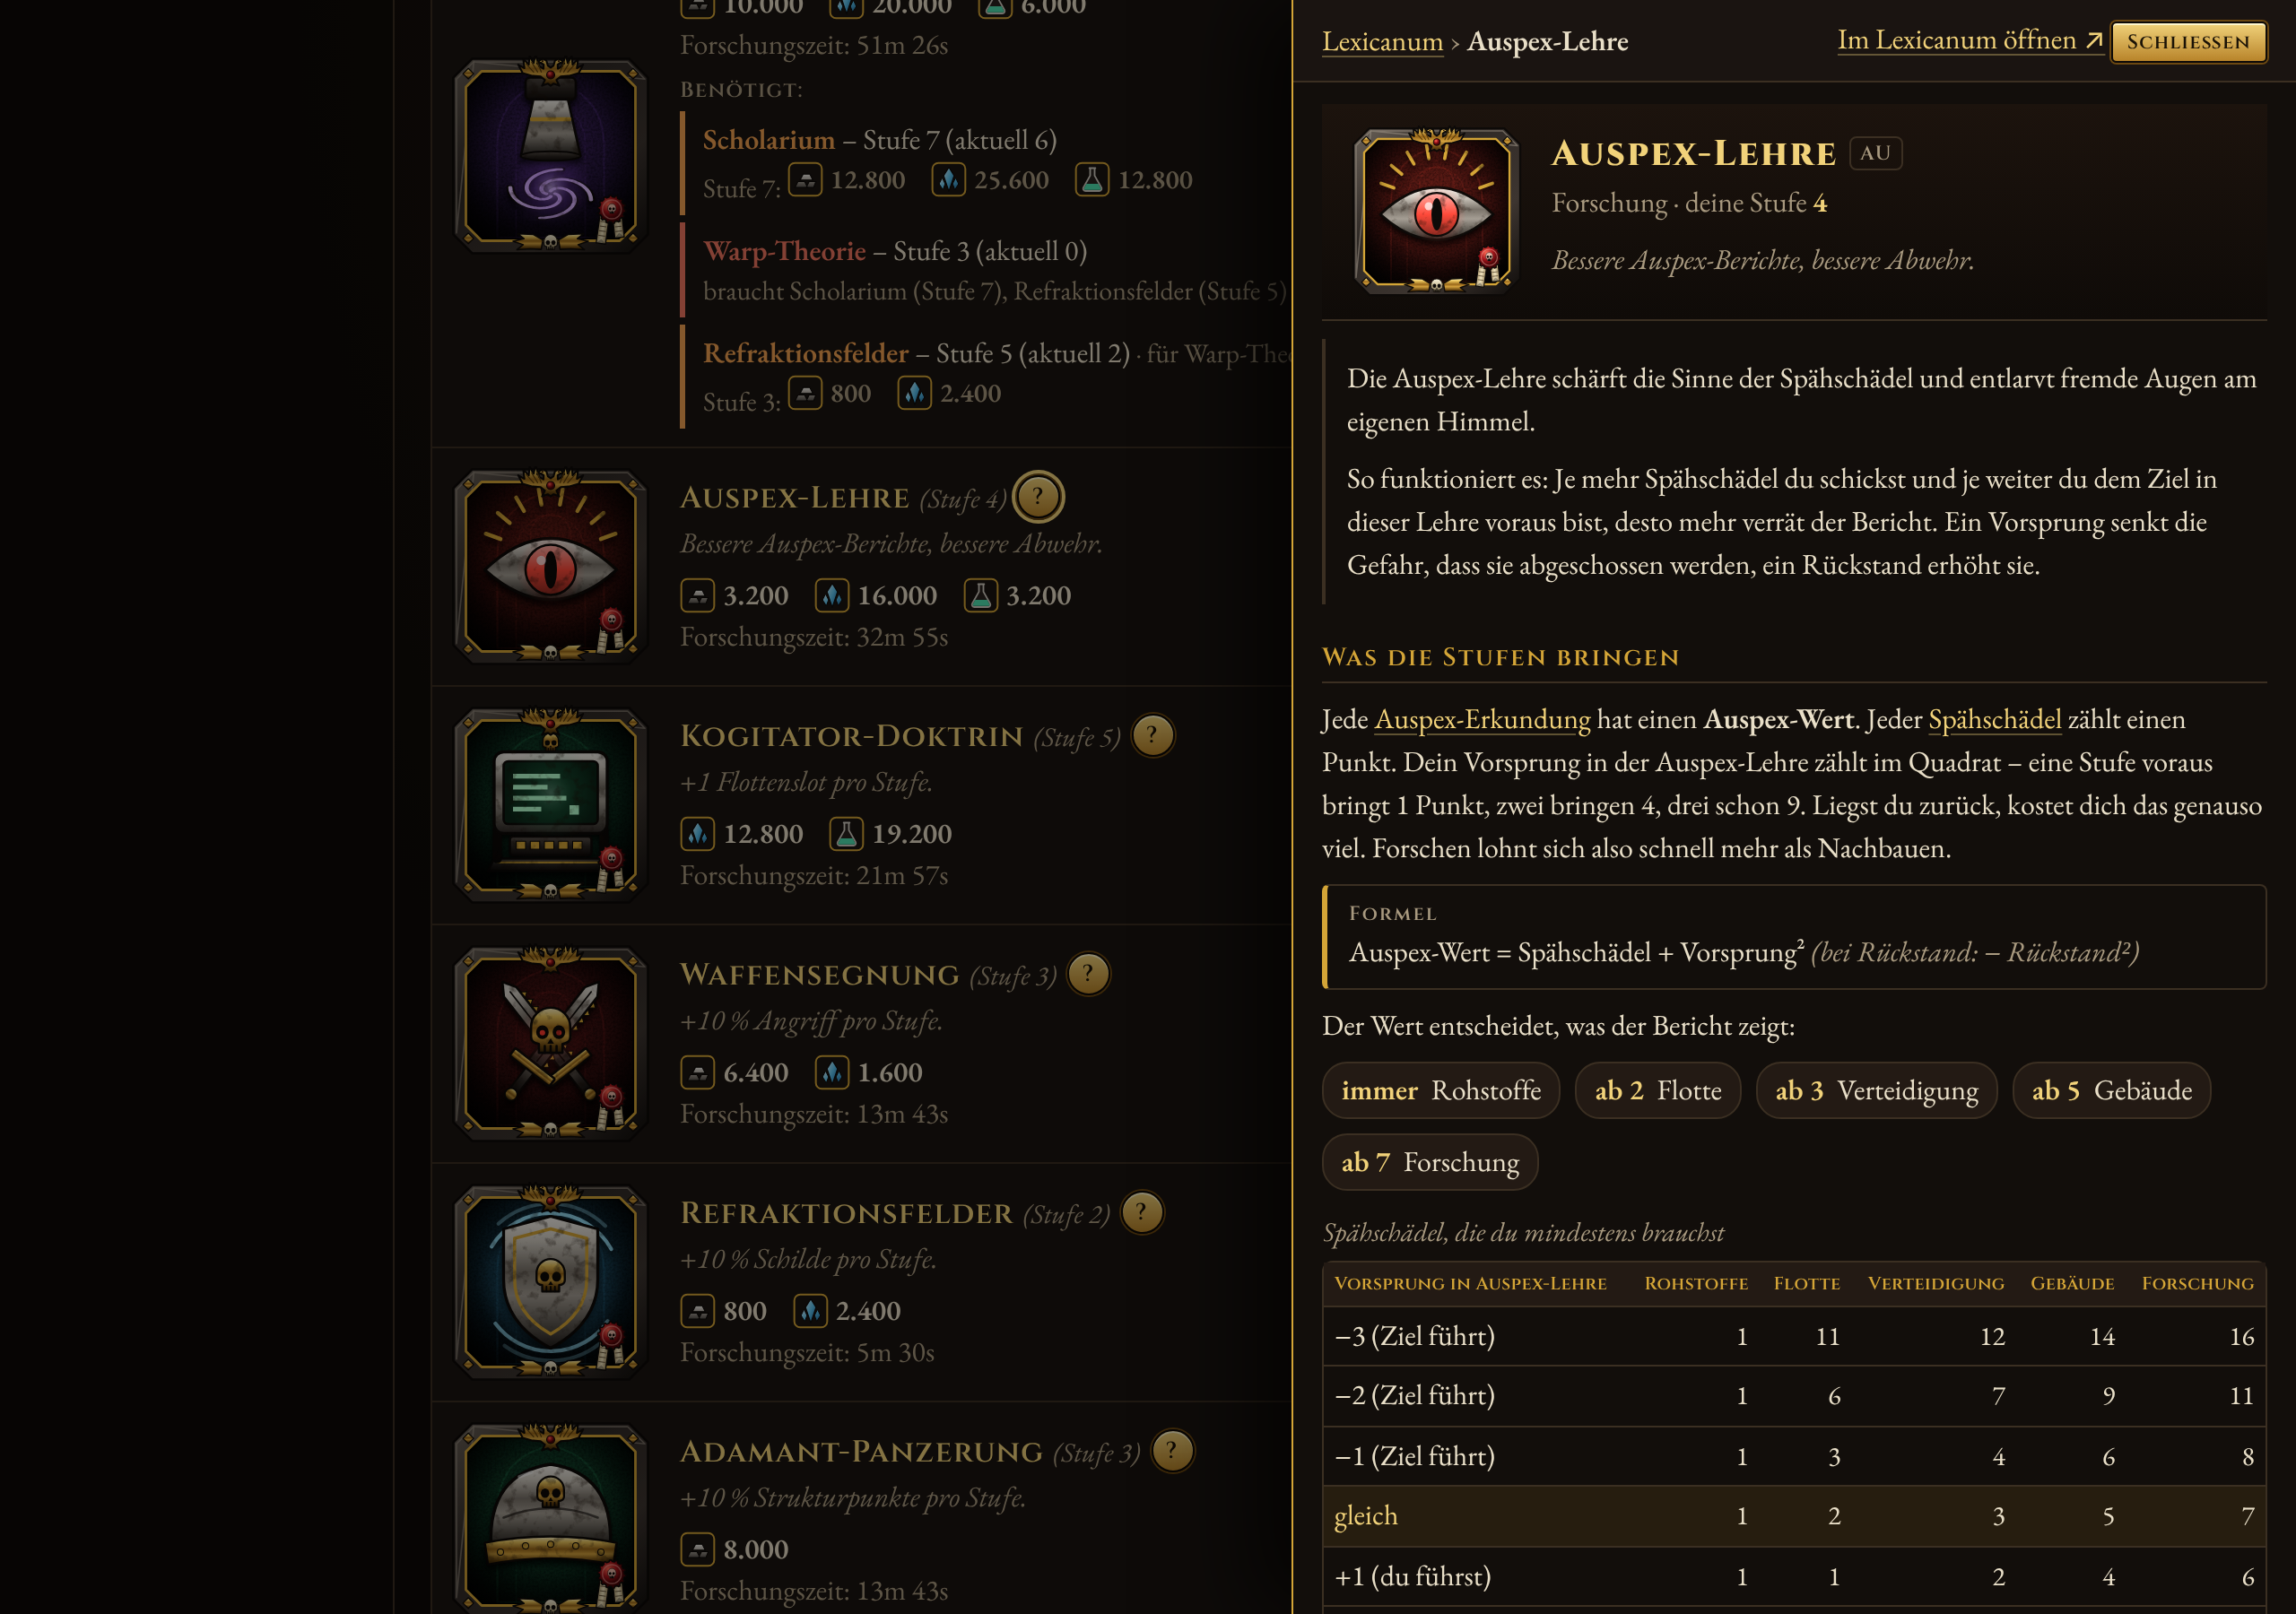 10.000 20.000 6.000
Forschungszeit: 51m 26s
BENÖTIGT:
Scholarium – Stufe 7 (aktuell 6)
Stufe 7: 12.800 25.600 12.800
Warp-Theorie – Stufe 3 (aktuell 0)
braucht Scholarium (Stufe 7), Refraktionsfelder (Stufe 5)
Refraktionsfelder – Stufe 5 (aktuell 2) · für Warp-Theo
Stufe 3: 800 2.400
AUSPEX-LEHRE (Stufe 4) ?
Bessere Auspex-Berichte, bessere Abwehr.
3.200 16.000 3.200
Forschungszeit: 32m 55s
KOGITATOR-DOKTRIN (Stufe 5) ?
+1 Flottenslot pro Stufe.
12.800 19.200
Forschungszeit: 21m 57s
WAFFENSEGNUNG (Stufe 3) ?
+10 % Angriff pro Stufe.
6.400 1.600
Forschungszeit: 13m 43s
REFRAKTIONSFELDER (Stufe 2) ?
+10 % Schilde pro Stufe.
800 2.400
Forschungszeit: 5m 30s
ADAMANT-PANZERUNG (Stufe 3) ?
+10 % Strukturpunkte pro Stufe.
8.000
Forschungszeit: 13m 43s
Lexicanum › Auspex-Lehre
Im Lexicanum öffnen ↗ SCHLIESSEN
AUSPEX-LEHRE AU
Forschung · deine Stufe 4
Bessere Auspex-Berichte, bessere Abwehr.
Die Auspex-Lehre schärft die Sinne der Spähschädel und entlarvt fremde Augen am
eigenen Himmel.
So funktioniert es: Je mehr Spähschädel du schickst und je weiter du dem Ziel in
dieser Lehre voraus bist, desto mehr verrät der Bericht. Ein Vorsprung senkt die
Gefahr, dass sie abgeschossen werden, ein Rückstand erhöht sie.
WAS DIE STUFEN BRINGEN
Jede Auspex-Erkundung hat einen Auspex-Wert. Jeder Spähschädel zählt einen
Punkt. Dein Vorsprung in der Auspex-Lehre zählt im Quadrat – eine Stufe voraus
bringt 1 Punkt, zwei bringen 4, drei schon 9. Liegst du zurück, kostet dich das genauso
viel. Forschen lohnt sich also schnell mehr als Nachbauen.
FORMEL
Auspex-Wert = Spähschädel + Vorsprung² (bei Rückstand: − Rückstand²)
Der Wert entscheidet, was der Bericht zeigt:
immer Rohstoffe ab 2 Flotte ab 3 Verteidigung ab 5 Gebäude
ab 7 Forschung
Spähschädel, die du mindestens brauchst
VORSPRUNG IN AUSPEX-LEHRE ROHSTOFFE FLOTTE VERTEIDIGUNG GEBÄUDE FORSCHUNG
−3 (Ziel führt) 1 11 12 14 16
−2 (Ziel führt) 1 6 7 9 11
−1 (Ziel führt) 1 3 4 6 8
gleich 1 2 3 5 7
+1 (du führst) 1 1 2 4 6